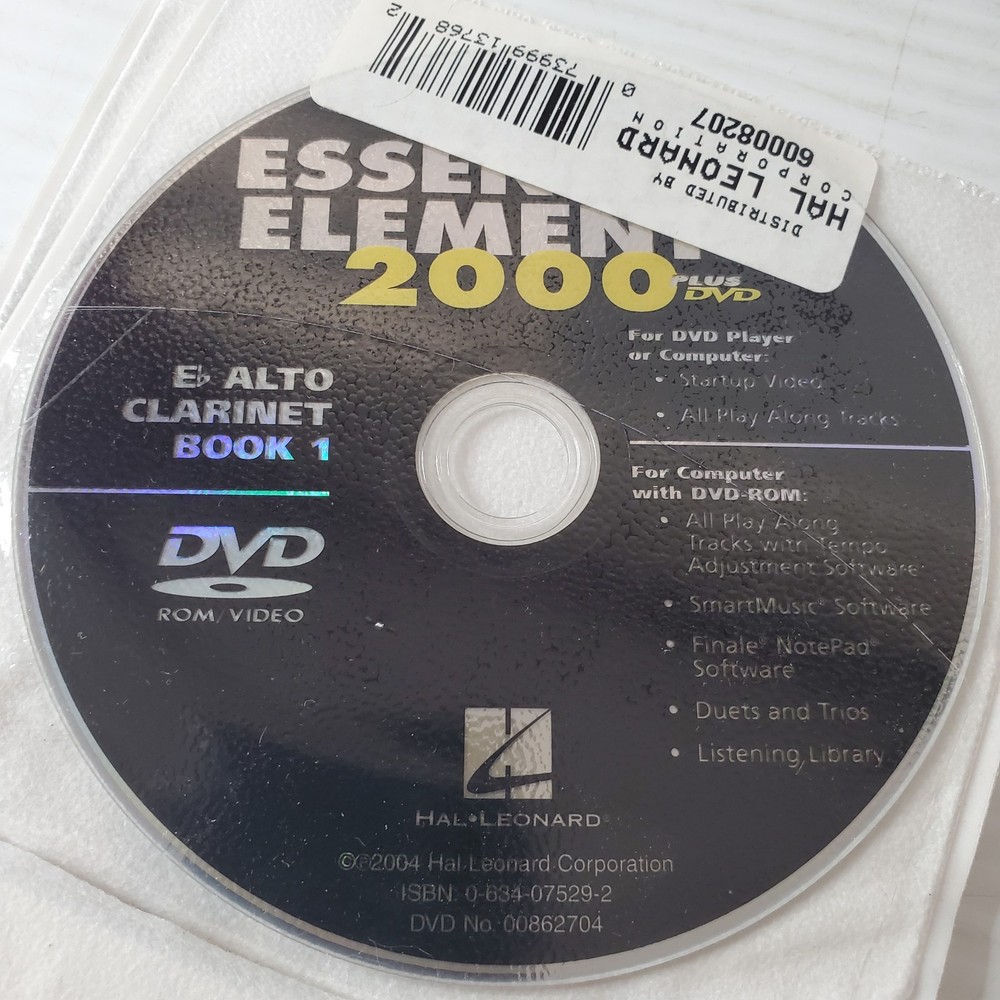 0 73999 13768 2
DISTRIBUTED BY
HAL LEONARD
CORPORATION
60008207
ESSEN
ELEMENT
2000 PLUS DVD
E♭ ALTO
CLARINET
BOOK 1
DVD
ROM/VIDEO
For DVD Player
or Computer:
• Startup Video
• All Play Along Tracks
For Computer
with DVD-ROM:
• All Play Along
Tracks with Tempo
Adjustment Software
• SmartMusic® Software
• Finale® NotePad®
Software
• Duets and Trios
• Listening Library
HAL•LEONARD®
©℗ 2004 Hal Leonard Corporation
ISBN 0-634-07529-2
DVD No. 00862704